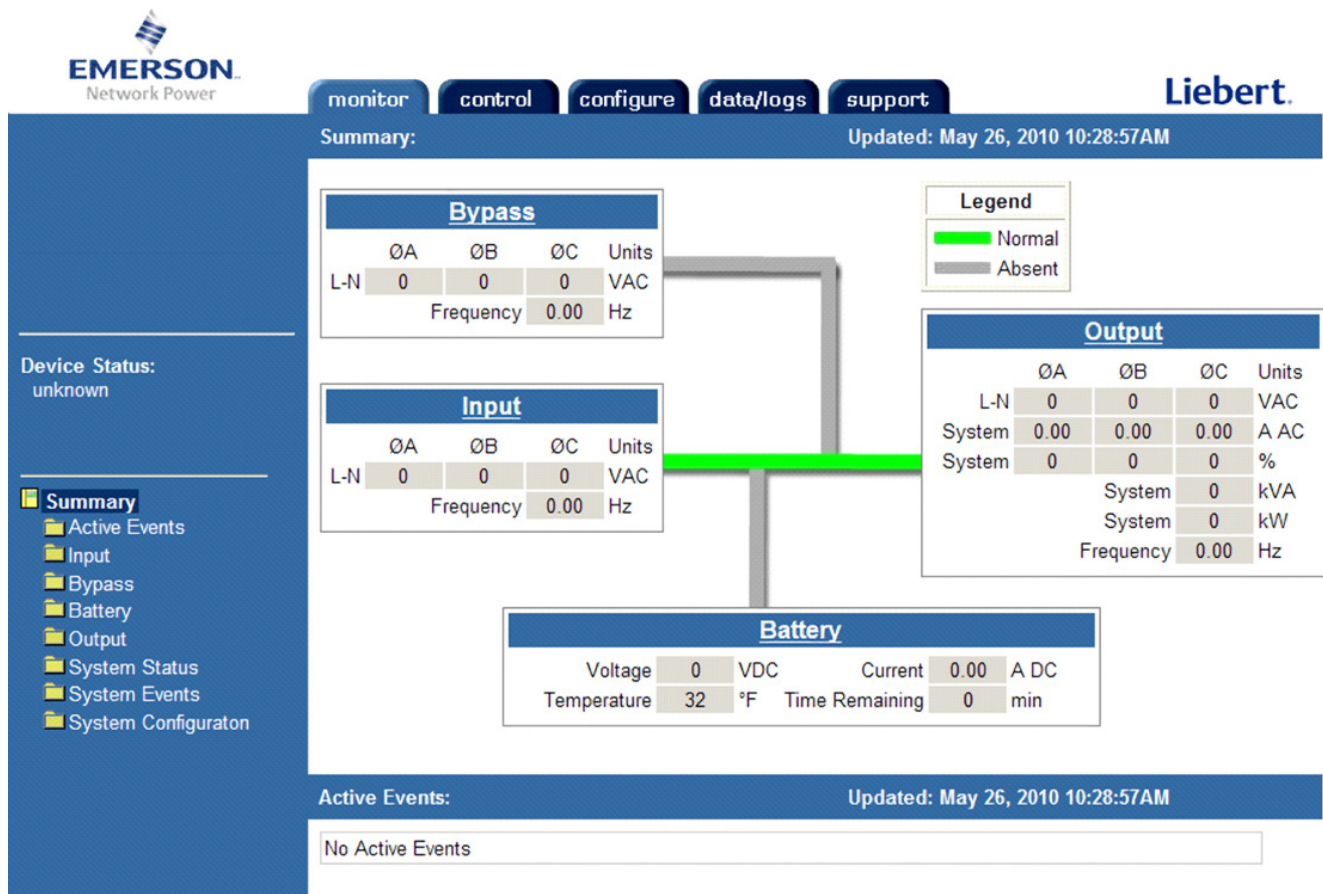 EMERSON
Network Power
monitor control configure data/logs support
Liebert.
Summary: Updated: May 26, 2010 10:28:57AM
Device Status:
unknown
Summary
Active Events
Input
Bypass
Battery
Output
System Status
System Events
System Configuraton
Bypass
ØA ØB ØC Units
L-N 0 0 0 VAC
Frequency 0.00 Hz
Legend
Normal
Absent
Input
ØA ØB ØC Units
L-N 0 0 0 VAC
Frequency 0.00 Hz
Output
ØA ØB ØC Units
L-N 0 0 0 VAC
System 0.00 0.00 0.00 A AC
System 0 0 0 %
System 0 kVA
System 0 kW
Frequency 0.00 Hz
Battery
Voltage 0 VDC Current 0.00 A DC
Temperature 32 °F Time Remaining 0 min
Active Events: Updated: May 26, 2010 10:28:57AM
No Active Events